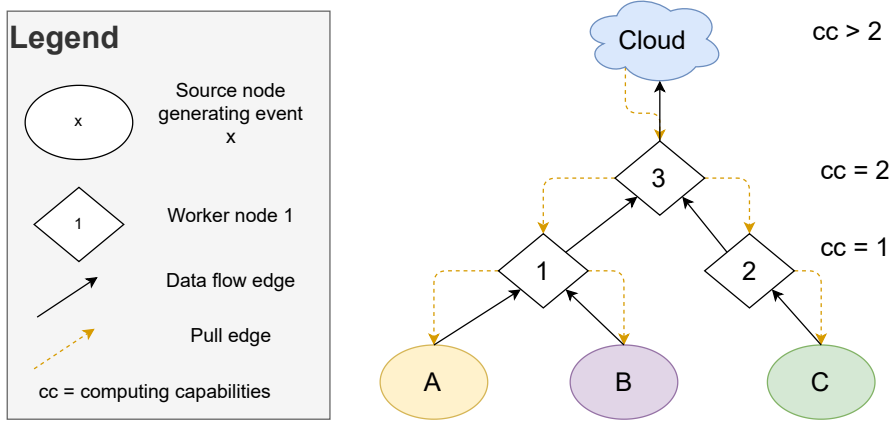 Legend
x
Source node
generating event
x
1
Worker node 1
Data flow edge
Pull edge
cc = computing capabilities
Cloud
cc > 2
3
cc = 2
1
2
cc = 1
A
B
C